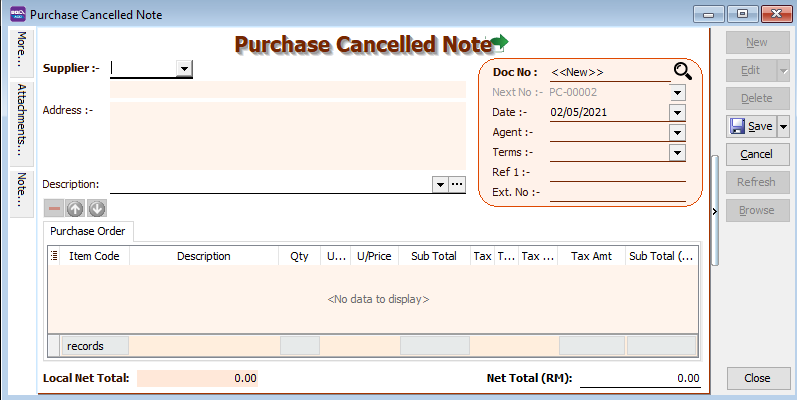 Purchase Cancelled Note
Purchase Cancelled Note
More...
Attachments...
Note...
Supplier :-
Address :-
Description:
Doc No : <<New>>
Next No :- PC-00002
Date :- 02/05/2021
Agent :-
Terms :-
Ref 1 :-
Ext. No :-
New
Edit
Delete
Save
Cancel
Refresh
Browse
Purchase Order
Item Code Description Qty U... U/Price Sub Total Tax T... Tax ... Tax Amt Sub Total (...
<No data to display>
records
Local Net Total: 0.00 Net Total (RM): 0.00
Close